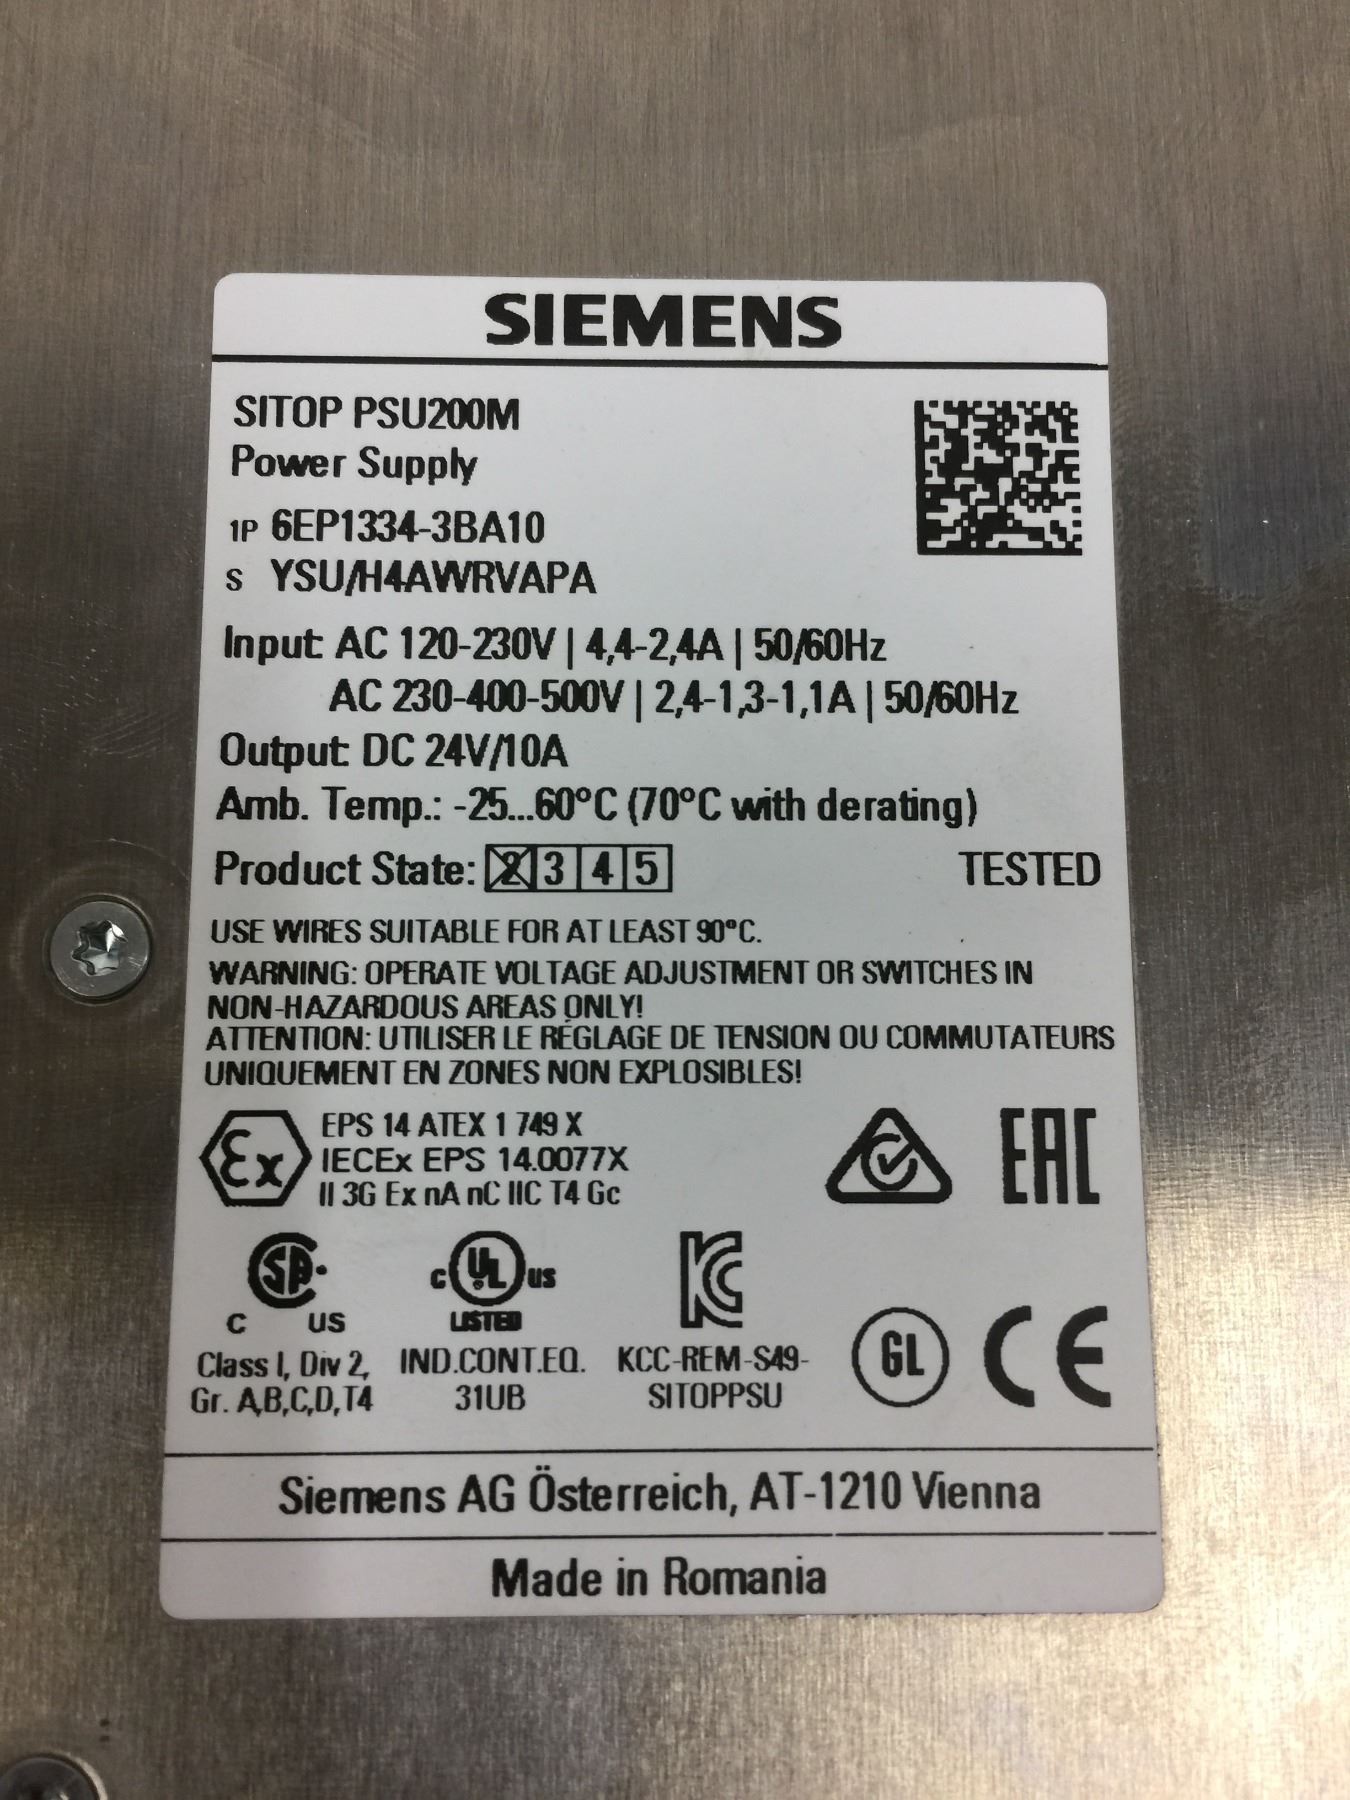 SIEMENS
SITOP PSU200M
Power Supply
1P 6EP1334-3BA10
S YSU/H4AWRVAPA
Input: AC 120-230V | 4,4-2,4A | 50/60Hz
AC 230-400-500V | 2,4-1,3-1,1A | 50/60Hz
Output: DC 24V/10A
Amb. Temp.: -25...60°C (70°C with derating)
Product State: 2 3 4 5 TESTED
USE WIRES SUITABLE FOR AT LEAST 90°C.
WARNING: OPERATE VOLTAGE ADJUSTMENT OR SWITCHES IN
NON-HAZARDOUS AREAS ONLY!
ATTENTION: UTILISER LE RÉGLAGE DE TENSION OU COMMUTATEURS
UNIQUEMENT EN ZONES NON EXPLOSIBLES!
Ex
EPS 14 ATEX 1 749 X
IECEx EPS 14.0077X
II 3G Ex nA nC IIC T4 Gc
EAC
SA
C US
Class I, Div 2,
Gr. A,B,C,D,T4
C UL US
LISTED
IND.CONT.EQ.
31UB
KC
KCC-REM-S49-
SITOPPSU
GL
CE
Siemens AG Österreich, AT-1210 Vienna
Made in Romania